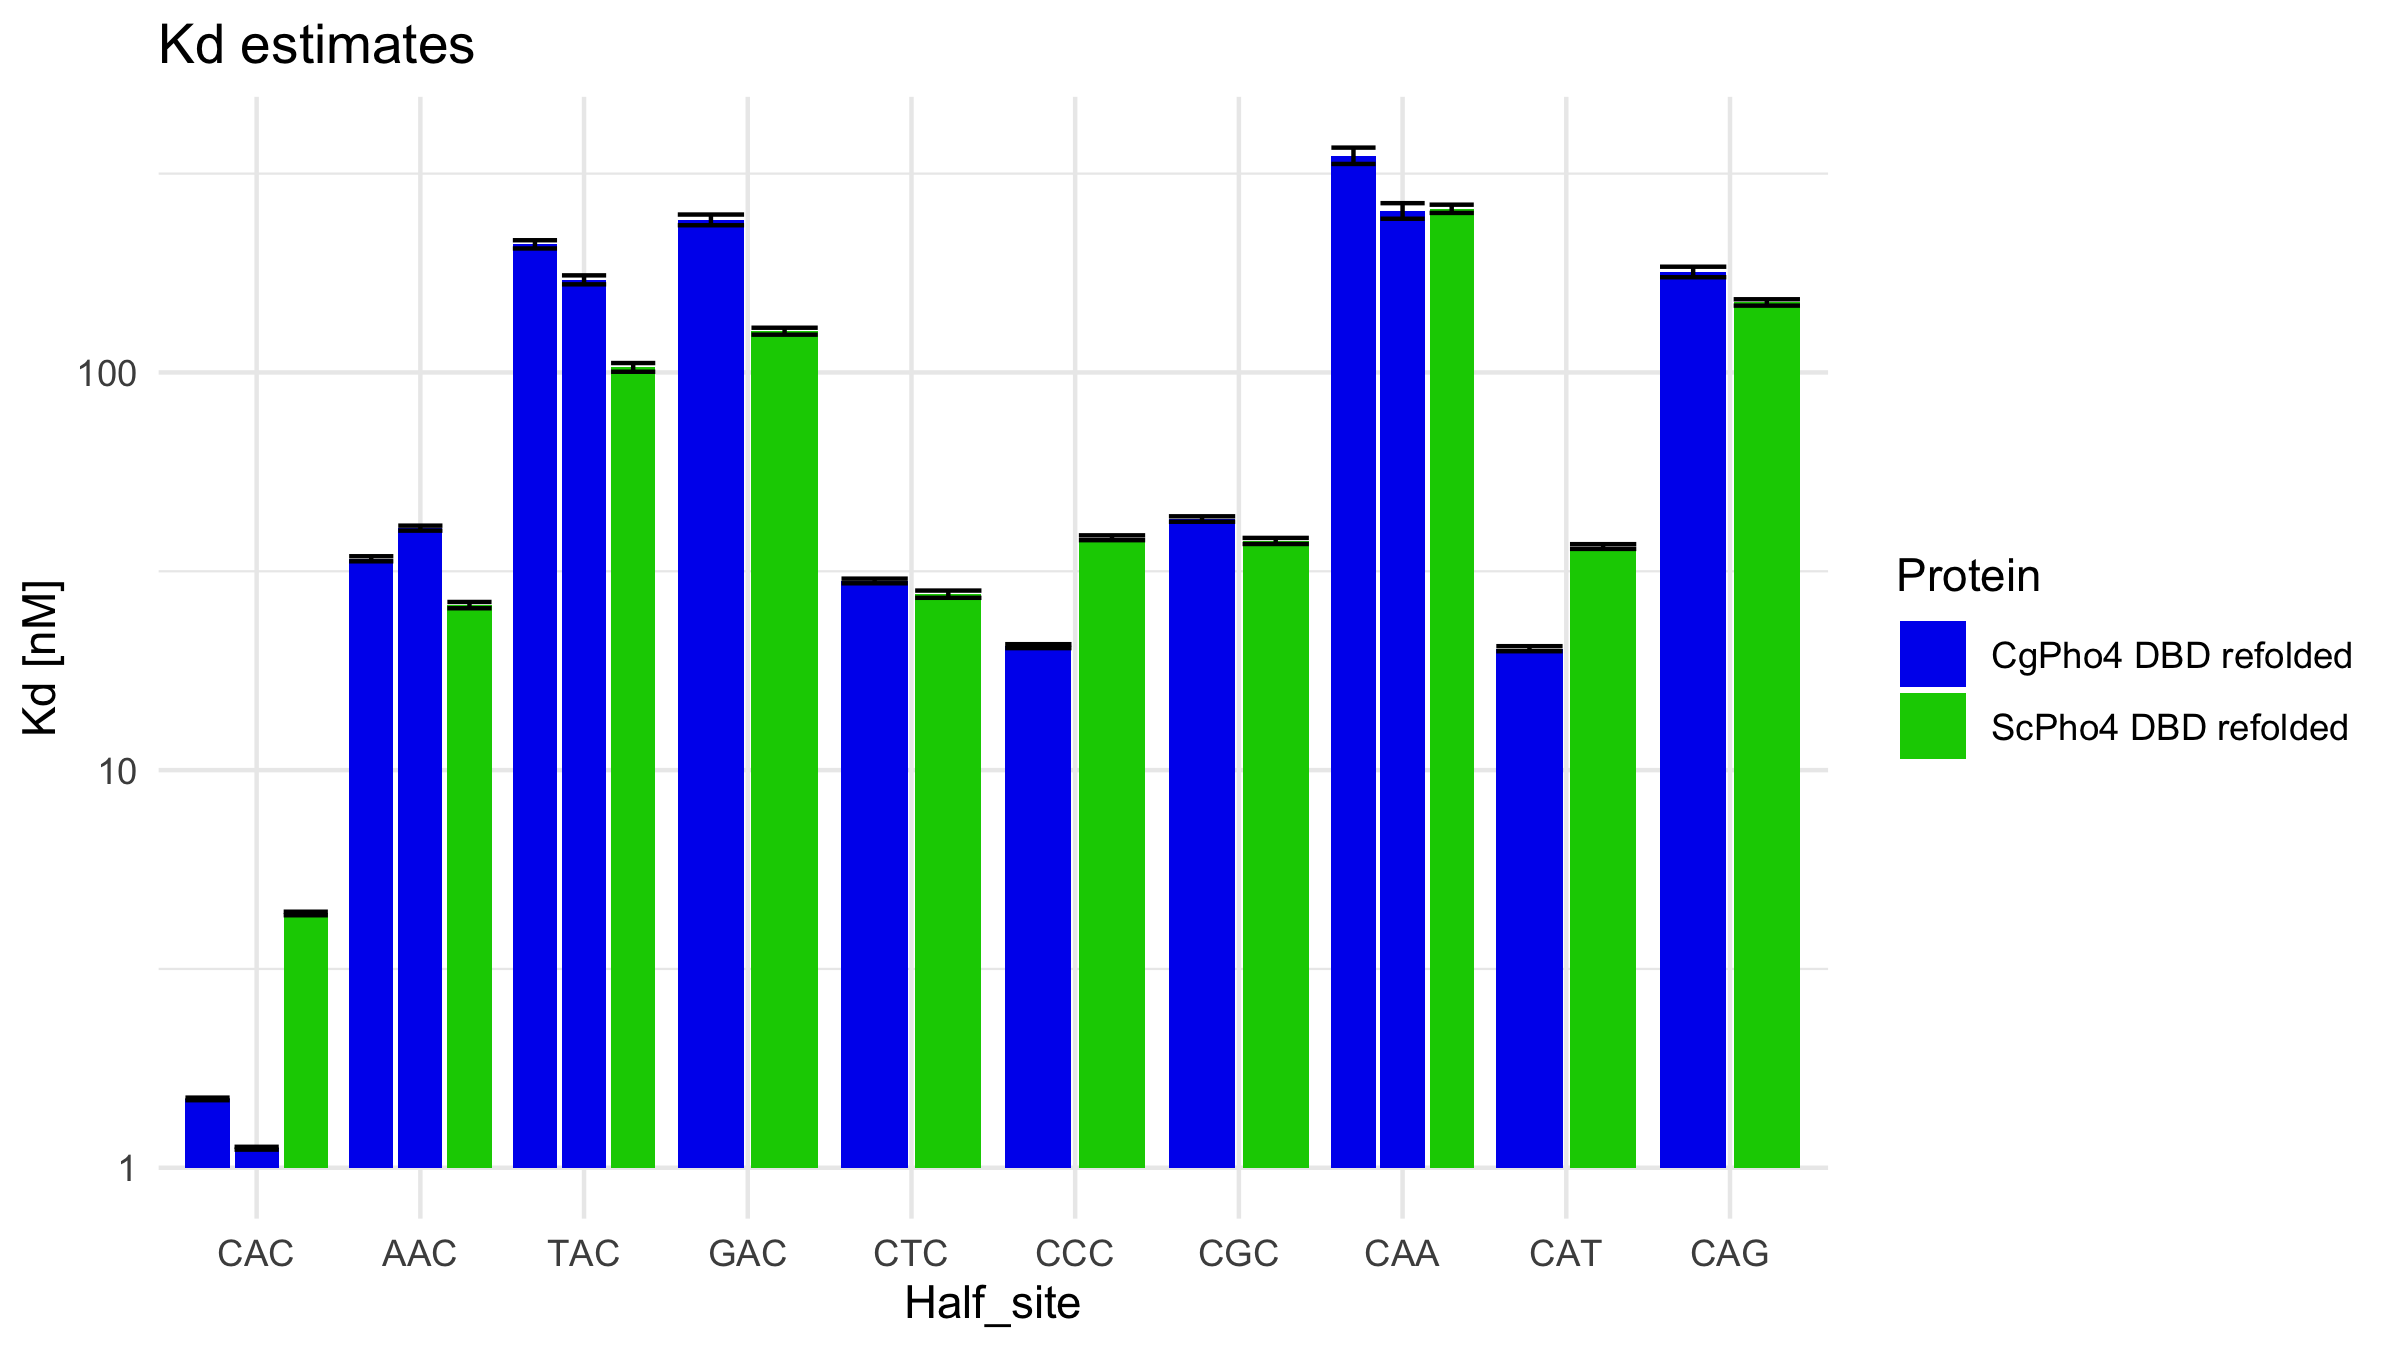 Kd estimates
Kd [nM]
100
10
1
CAC AAC TAC GAC CTC CCC CGC CAA CAT CAG
Half_site
Protein
CgPho4 DBD refolded
ScPho4 DBD refolded